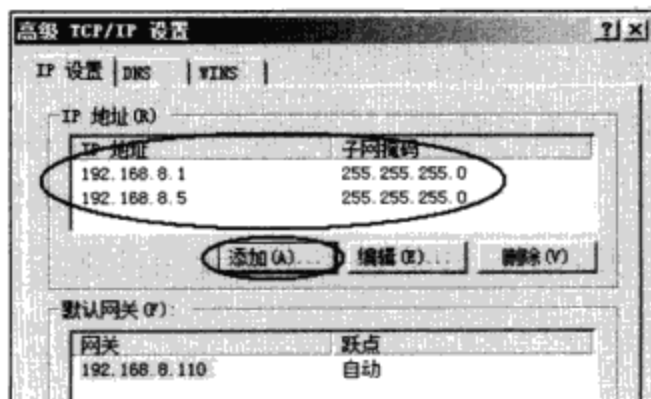 高级 TCP/IP 设置
IP 设置 DNS WINS
IP 地址(R)
IP 地址 子网掩码
192.168.8.1 255.255.255.0
192.168.8.5 255.255.255.0
添加(A)... 编辑(E)... 删除(V)
默认网关(F):
网关 跃点
192.168.8.110 自动